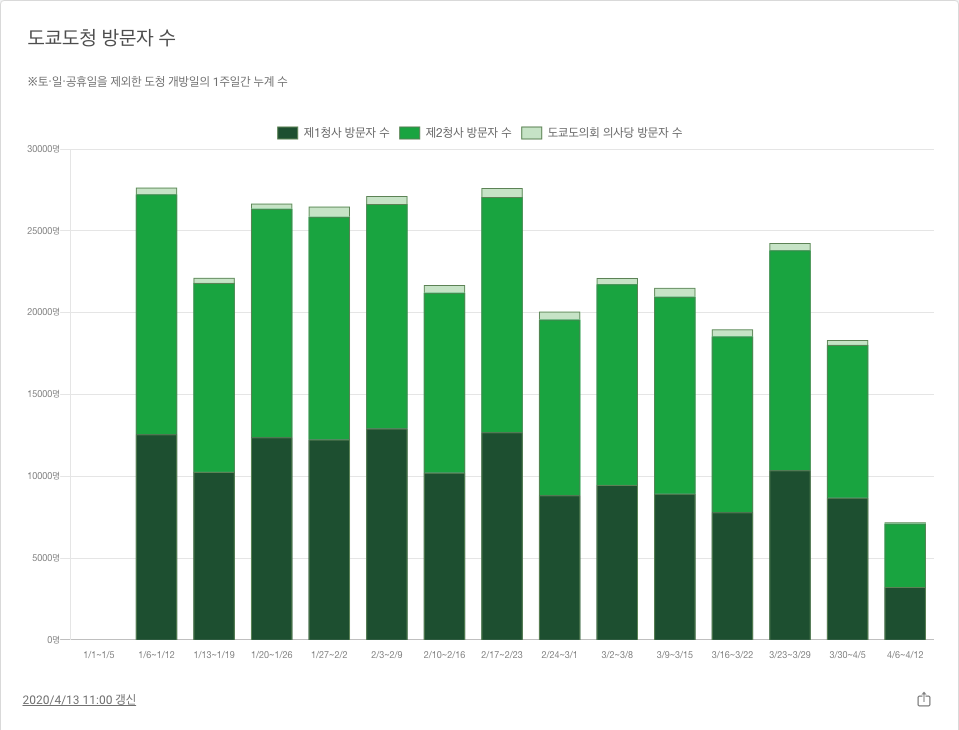 도쿄도청 방문자 수
※토·일·공휴일을 제외한 도청 개방일의 1주일간 누계 수
제1청사 방문자 수 제2청사 방문자 수 도쿄도의회 의사당 방문자 수
30000명
25000명
20000명
15000명
10000명
5000명
0명
1/1~1/5 1/6~1/12 1/13~1/19 1/20~1/26 1/27~2/2 2/3~2/9 2/10~2/16 2/17~2/23 2/24~3/1 3/2~3/8 3/9~3/15 3/16~3/22 3/23~3/29 3/30~4/5 4/6~4/12
2020/4/13 11:00 갱신